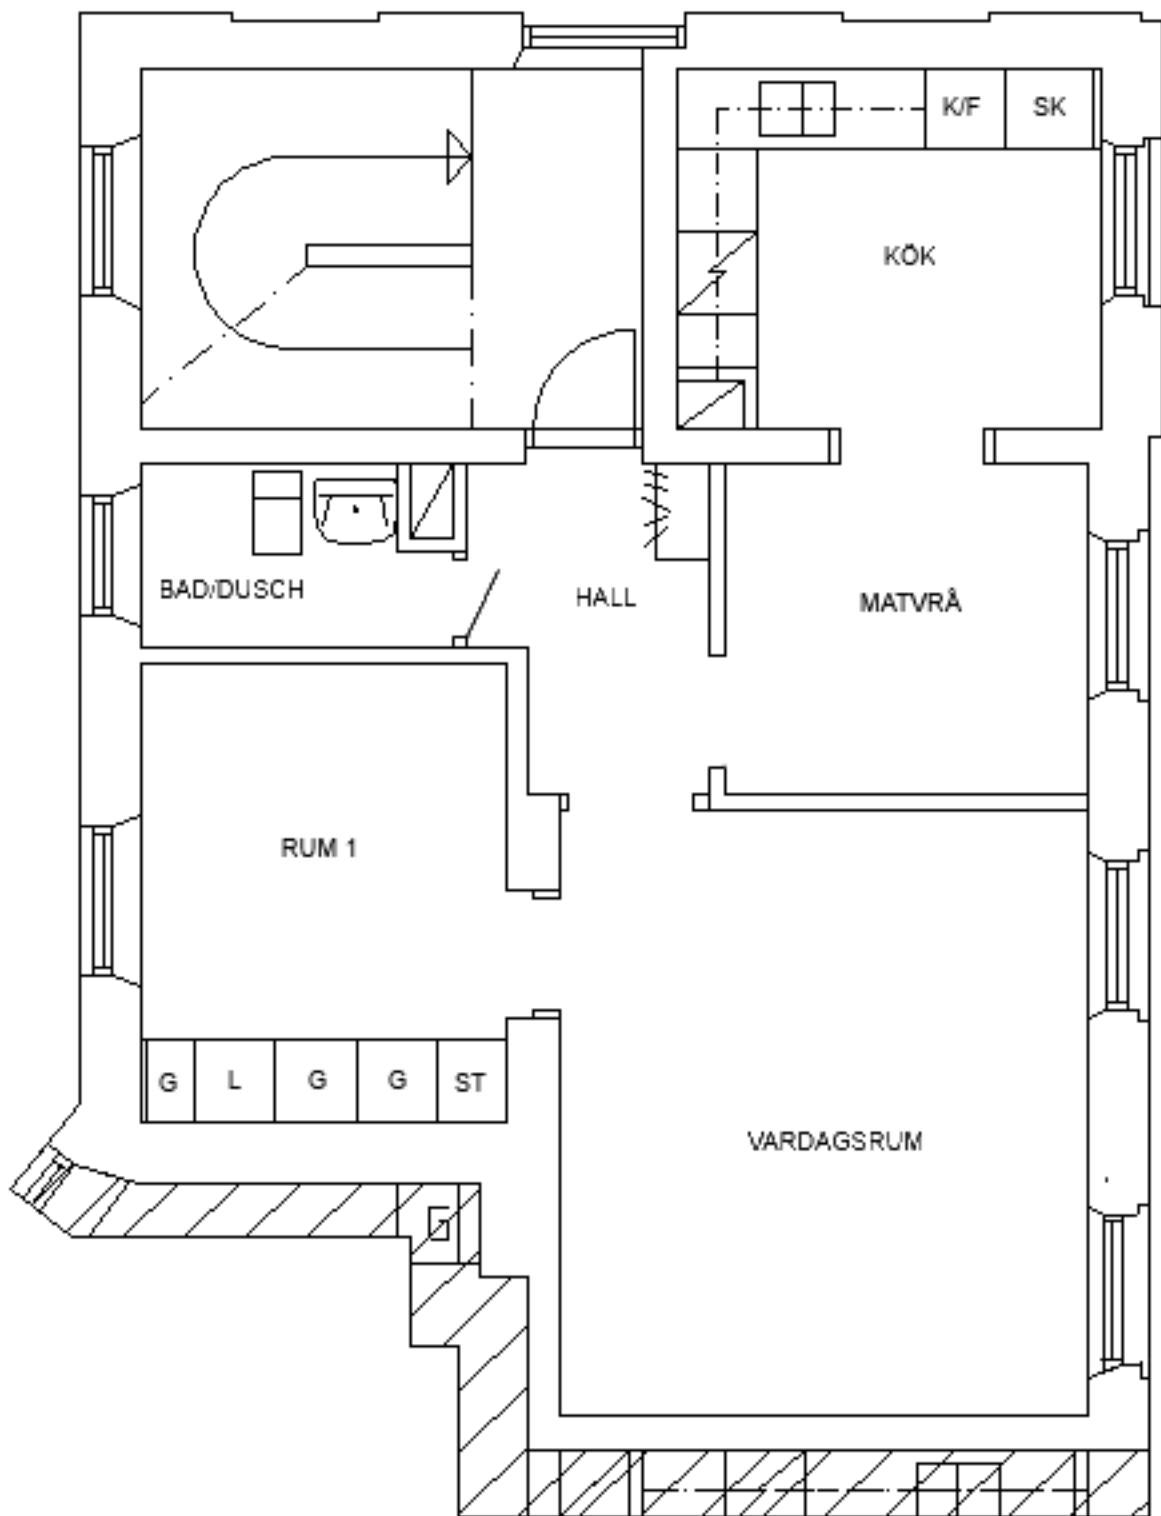 K/F SK
KÖK
BAD/DUSCH HALL MATVRÅ
RUM 1
G L G G ST
VARDAGSRUM